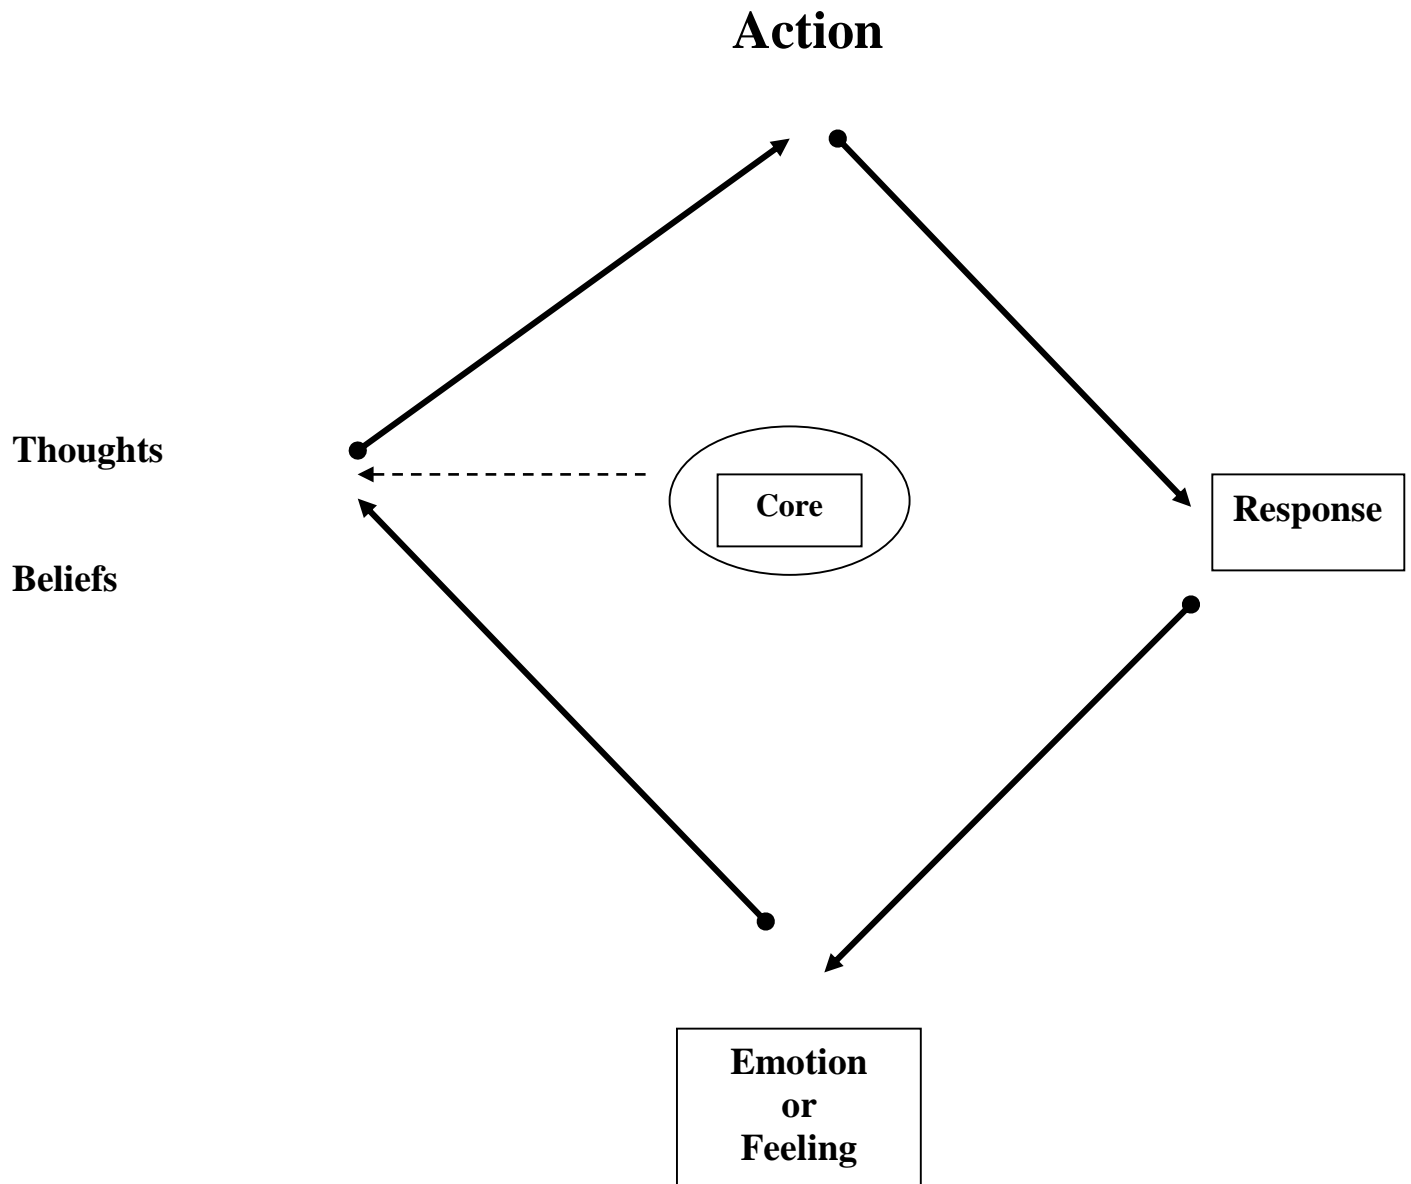 Action
Thoughts
Core
Response
Beliefs
Emotion
or
Feeling